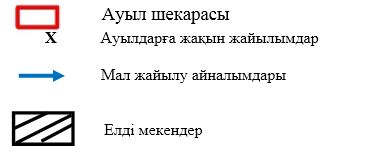 Ауыл шекарасы
X Ауылдарға жақын жайылымдар
Мал жайылу айналымдары
Елді мекендер